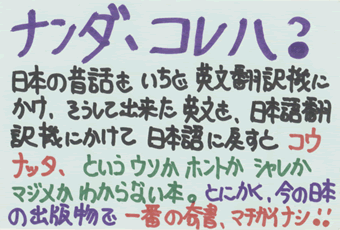 ナンダ、コレハ?
日本の昔話を いちど 英文翻訳機に
かけ、そうして出来た英文を、日本語翻
訳機にかけて 日本語に戻すと コウ
ナッタ、 というウソか ホントか シャレか
マジメか わからない本。とにかく、今の日本
の出版物で 一番の奇書、マチガイナシ!!